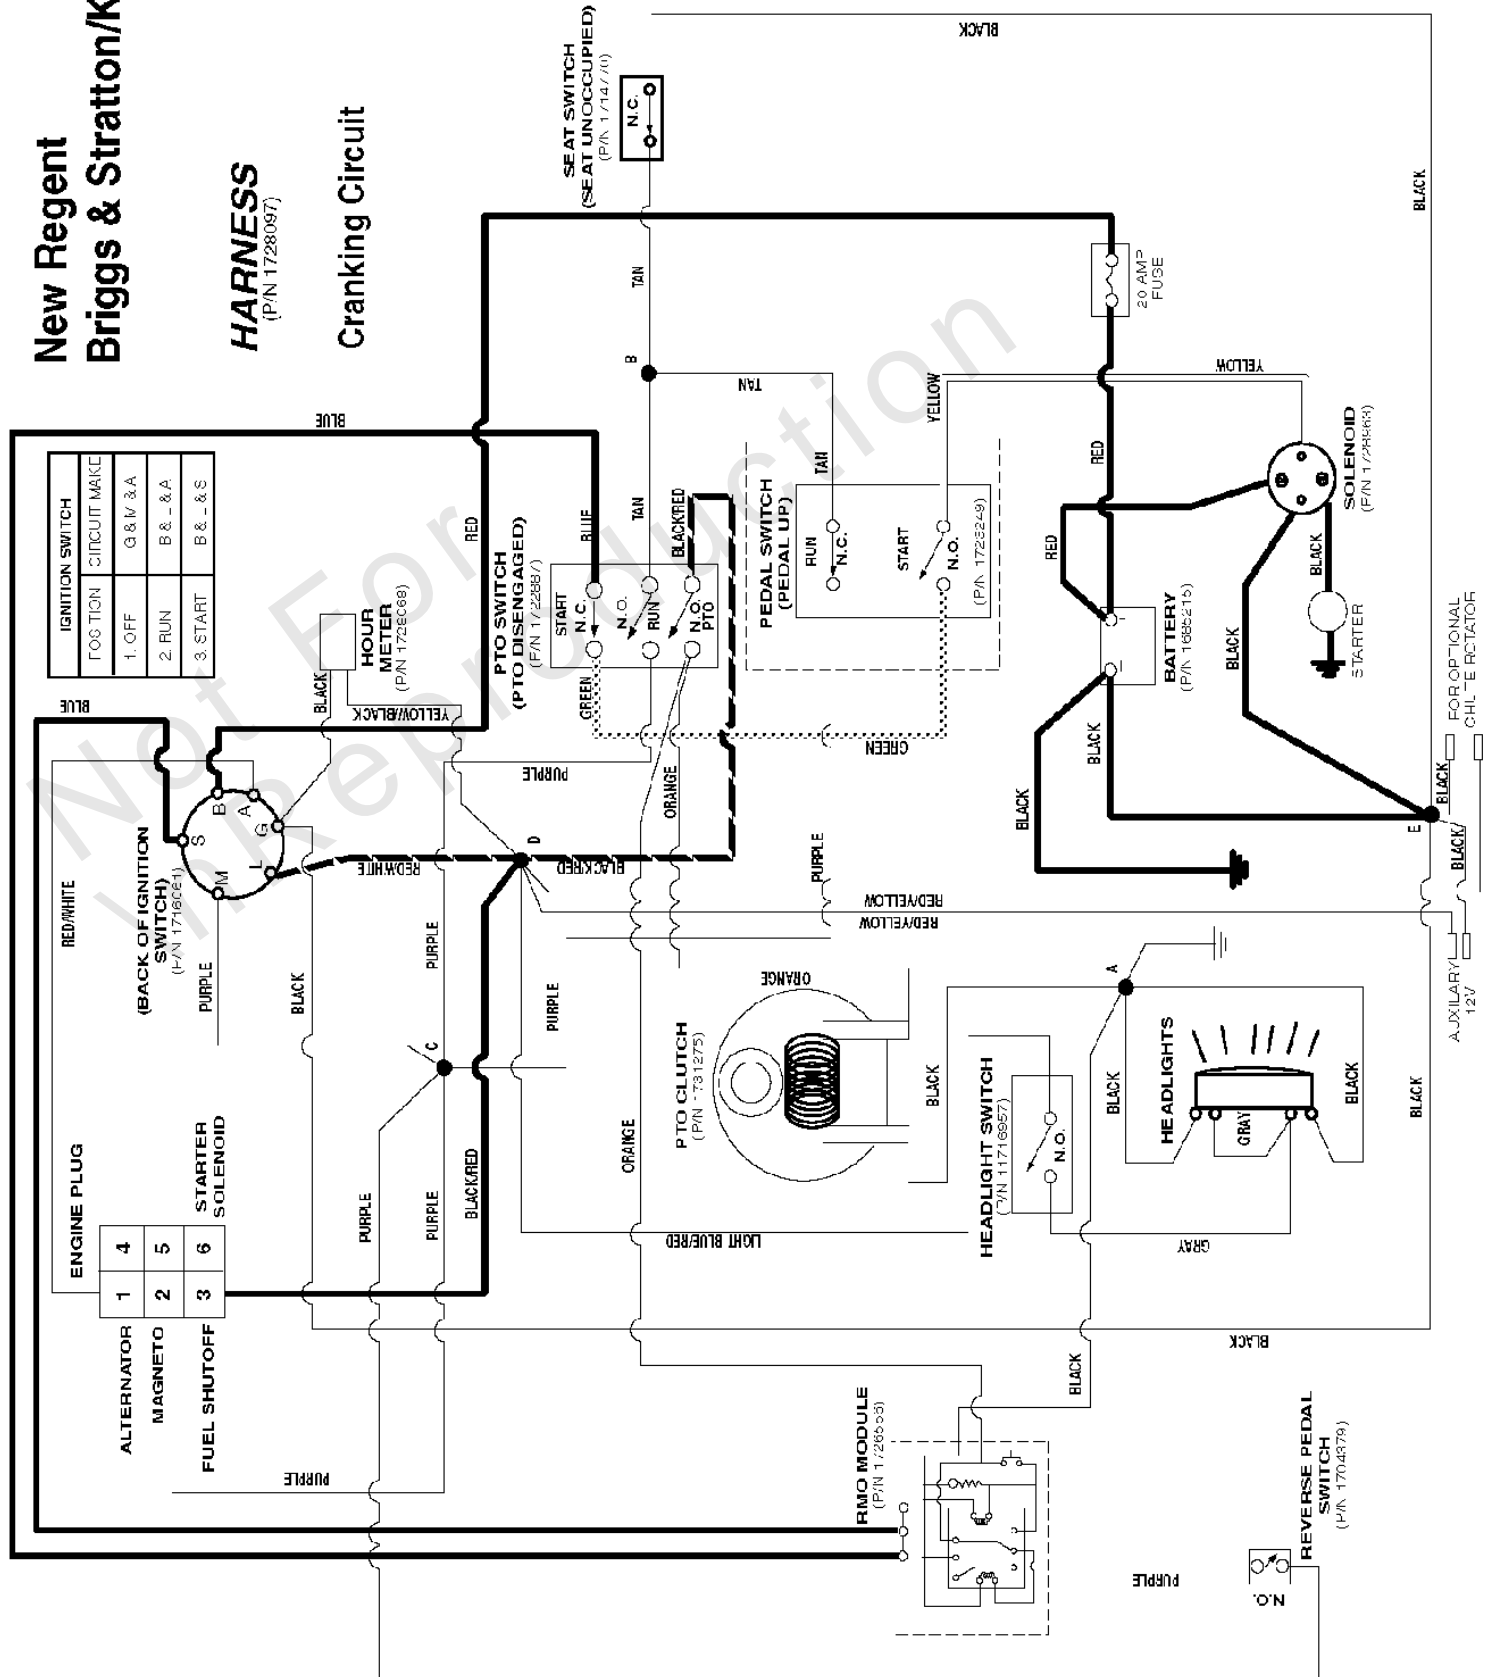 New Regent
Briggs & Stratton/K
HARNESS
(P/N 1728097)
Cranking Circuit
IGNITION SWITCH
CIRCUIT MAKE
1. OFF
G & M & A
2. RUN
3. START
SEAT SWITCH
(SEAT UNOCCUPIED)
N.C.
BLACK
BLACK
TAN
B
TAN
TAN
TAN
BLUE
BLUE
RED
HOUR
METER
BLACK
YELLOW/BLACK
PTO SWITCH
(PTO DISENGAGED)
START
N.C.
N.O.
RUN
N.O.
PTO
BLUE
BLACK/RED
GREEN
GREEN
PURPLE
ORANGE
PEDAL SWITCH
(PEDAL UP)
RUN
N.C.
START
N.O.
YELLOW
YELLOW
20 AMP
FUSE
RED
RED
SOLENOID
BATTERY
BLACK
BLACK
BLACK
BLACK
STARTER
FOR OPTIONAL
E
BLACK
BLACK
(BACK OF IGNITION
SWITCH)
S
B
A
G
L
M
RED/WHITE
RED/WHITE
D
BLACK/RED
PURPLE
PURPLE
PURPLE
PURPLE
BLACK
C
RED/YELLOW
RED/YELLOW
ORANGE
ORANGE
PTO CLUTCH
BLACK
HEADLIGHT SWITCH
(P/N 11716957)
N.O.
A
BLACK
HEADLIGHTS
GRAY
BLACK
GRAY
BLACK
12V
ENGINE PLUG
1 4
2 5
3 6
STARTER
SOLENOID
ALTERNATOR
MAGNETO
FUEL SHUTOFF
PURPLE
PURPLE
BLACK/RED
LIGHT BLUE/RED
BLACK
BLACK
PURPLE
RMO MODULE
REVERSE PEDAL
SWITCH
(P/N 1704379)
N.O.
PURPLE
Not For
Reproduction